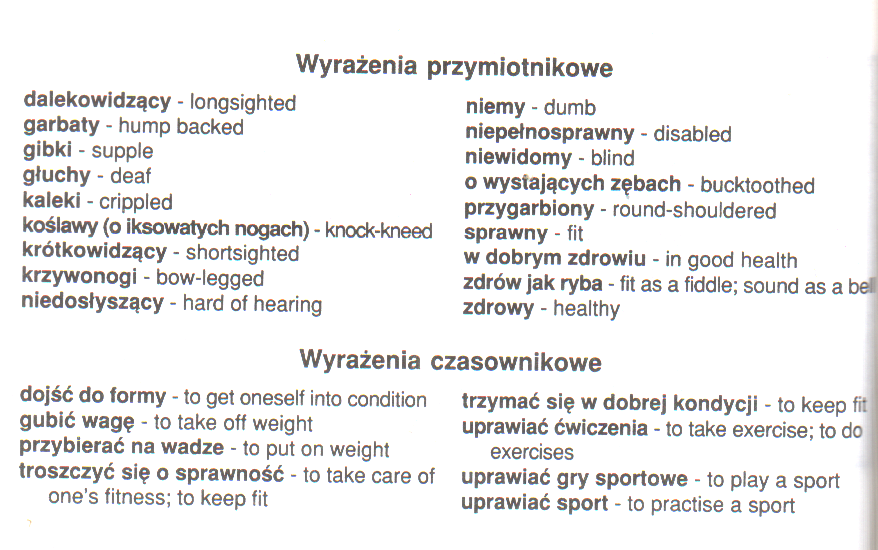 Wyrażenia przymiotnikowe
dalekowidzący - longsighted
garbaty - hump backed
gibki - supple
głuchy - deaf
kaleki - crippled
koślawy (o iksowatych nogach) - knock-kneed
krótkowidzący - shortsighted
krzywonogi - bow-legged
niedosłyszący - hard of hearing
niemy - dumb
niepełnosprawny - disabled
niewidomy - blind
o wystających zębach - bucktoothed
przygarbiony - round-shouldered
sprawny - fit
w dobrym zdrowiu - in good health
zdrów jak ryba - fit as a fiddle; sound as a bell
zdrowy - healthy
Wyrażenia czasownikowe
dojść do formy - to get oneself into condition
gubić wagę - to take off weight
przybierać na wadze - to put on weight
troszczyć się o sprawność - to take care of
one's fitness; to keep fit
trzymać się w dobrej kondycji - to keep fit
uprawiać ćwiczenia - to take exercise; to do
exercises
uprawiać gry sportowe - to play a sport
uprawiać sport - to practise a sport